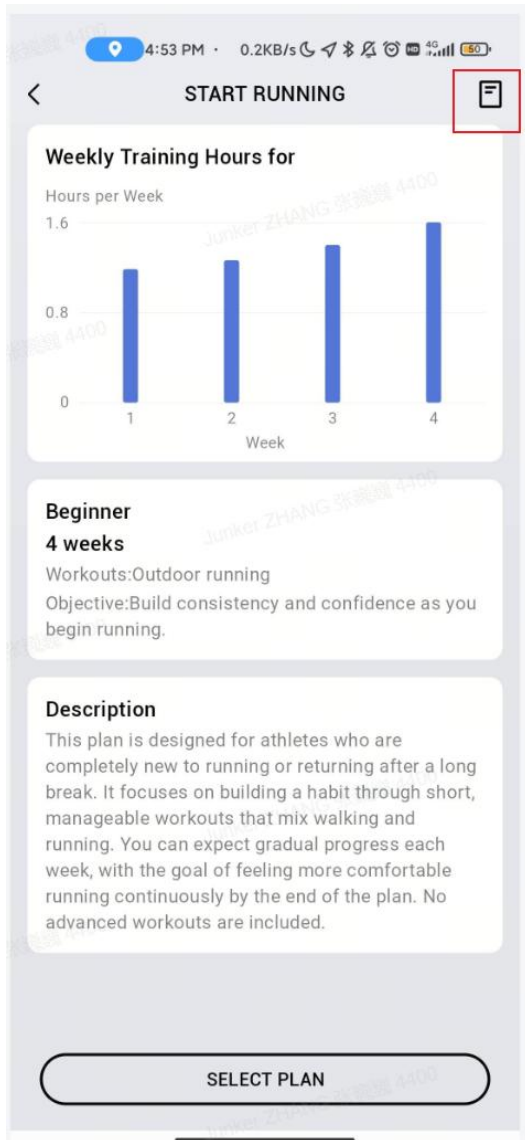 4:53 PM · 0.2KB/s 4G 50
START RUNNING
Weekly Training Hours for
Hours per Week
1.6
0.8
0
1 2 3 4
Week
Beginner
4 weeks
Workouts:Outdoor running
Objective:Build consistency and confidence as you
begin running.
Description
This plan is designed for athletes who are
completely new to running or returning after a long
break. It focuses on building a habit through short,
manageable workouts that mix walking and
running. You can expect gradual progress each
week, with the goal of feeling more comfortable
running continuously by the end of the plan. No
advanced workouts are included.
SELECT PLAN
Junker ZHANG 4400